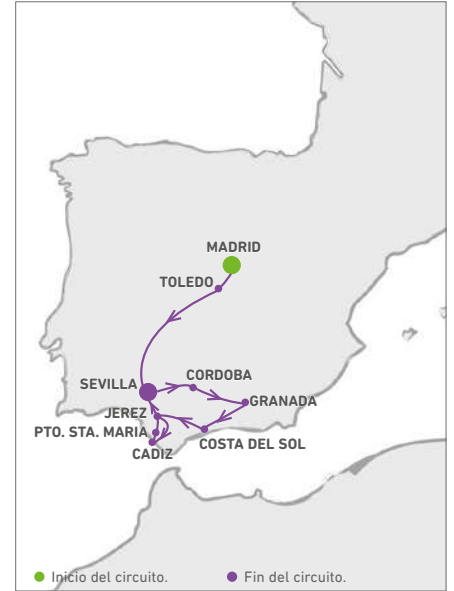 MADRID
TOLEDO
CORDOBA
SEVILLA
GRANADA
JEREZ
PTO. STA. MARIA
COSTA DEL SOL
CADIZ
Inicio del circuito.
Fin del circuito.